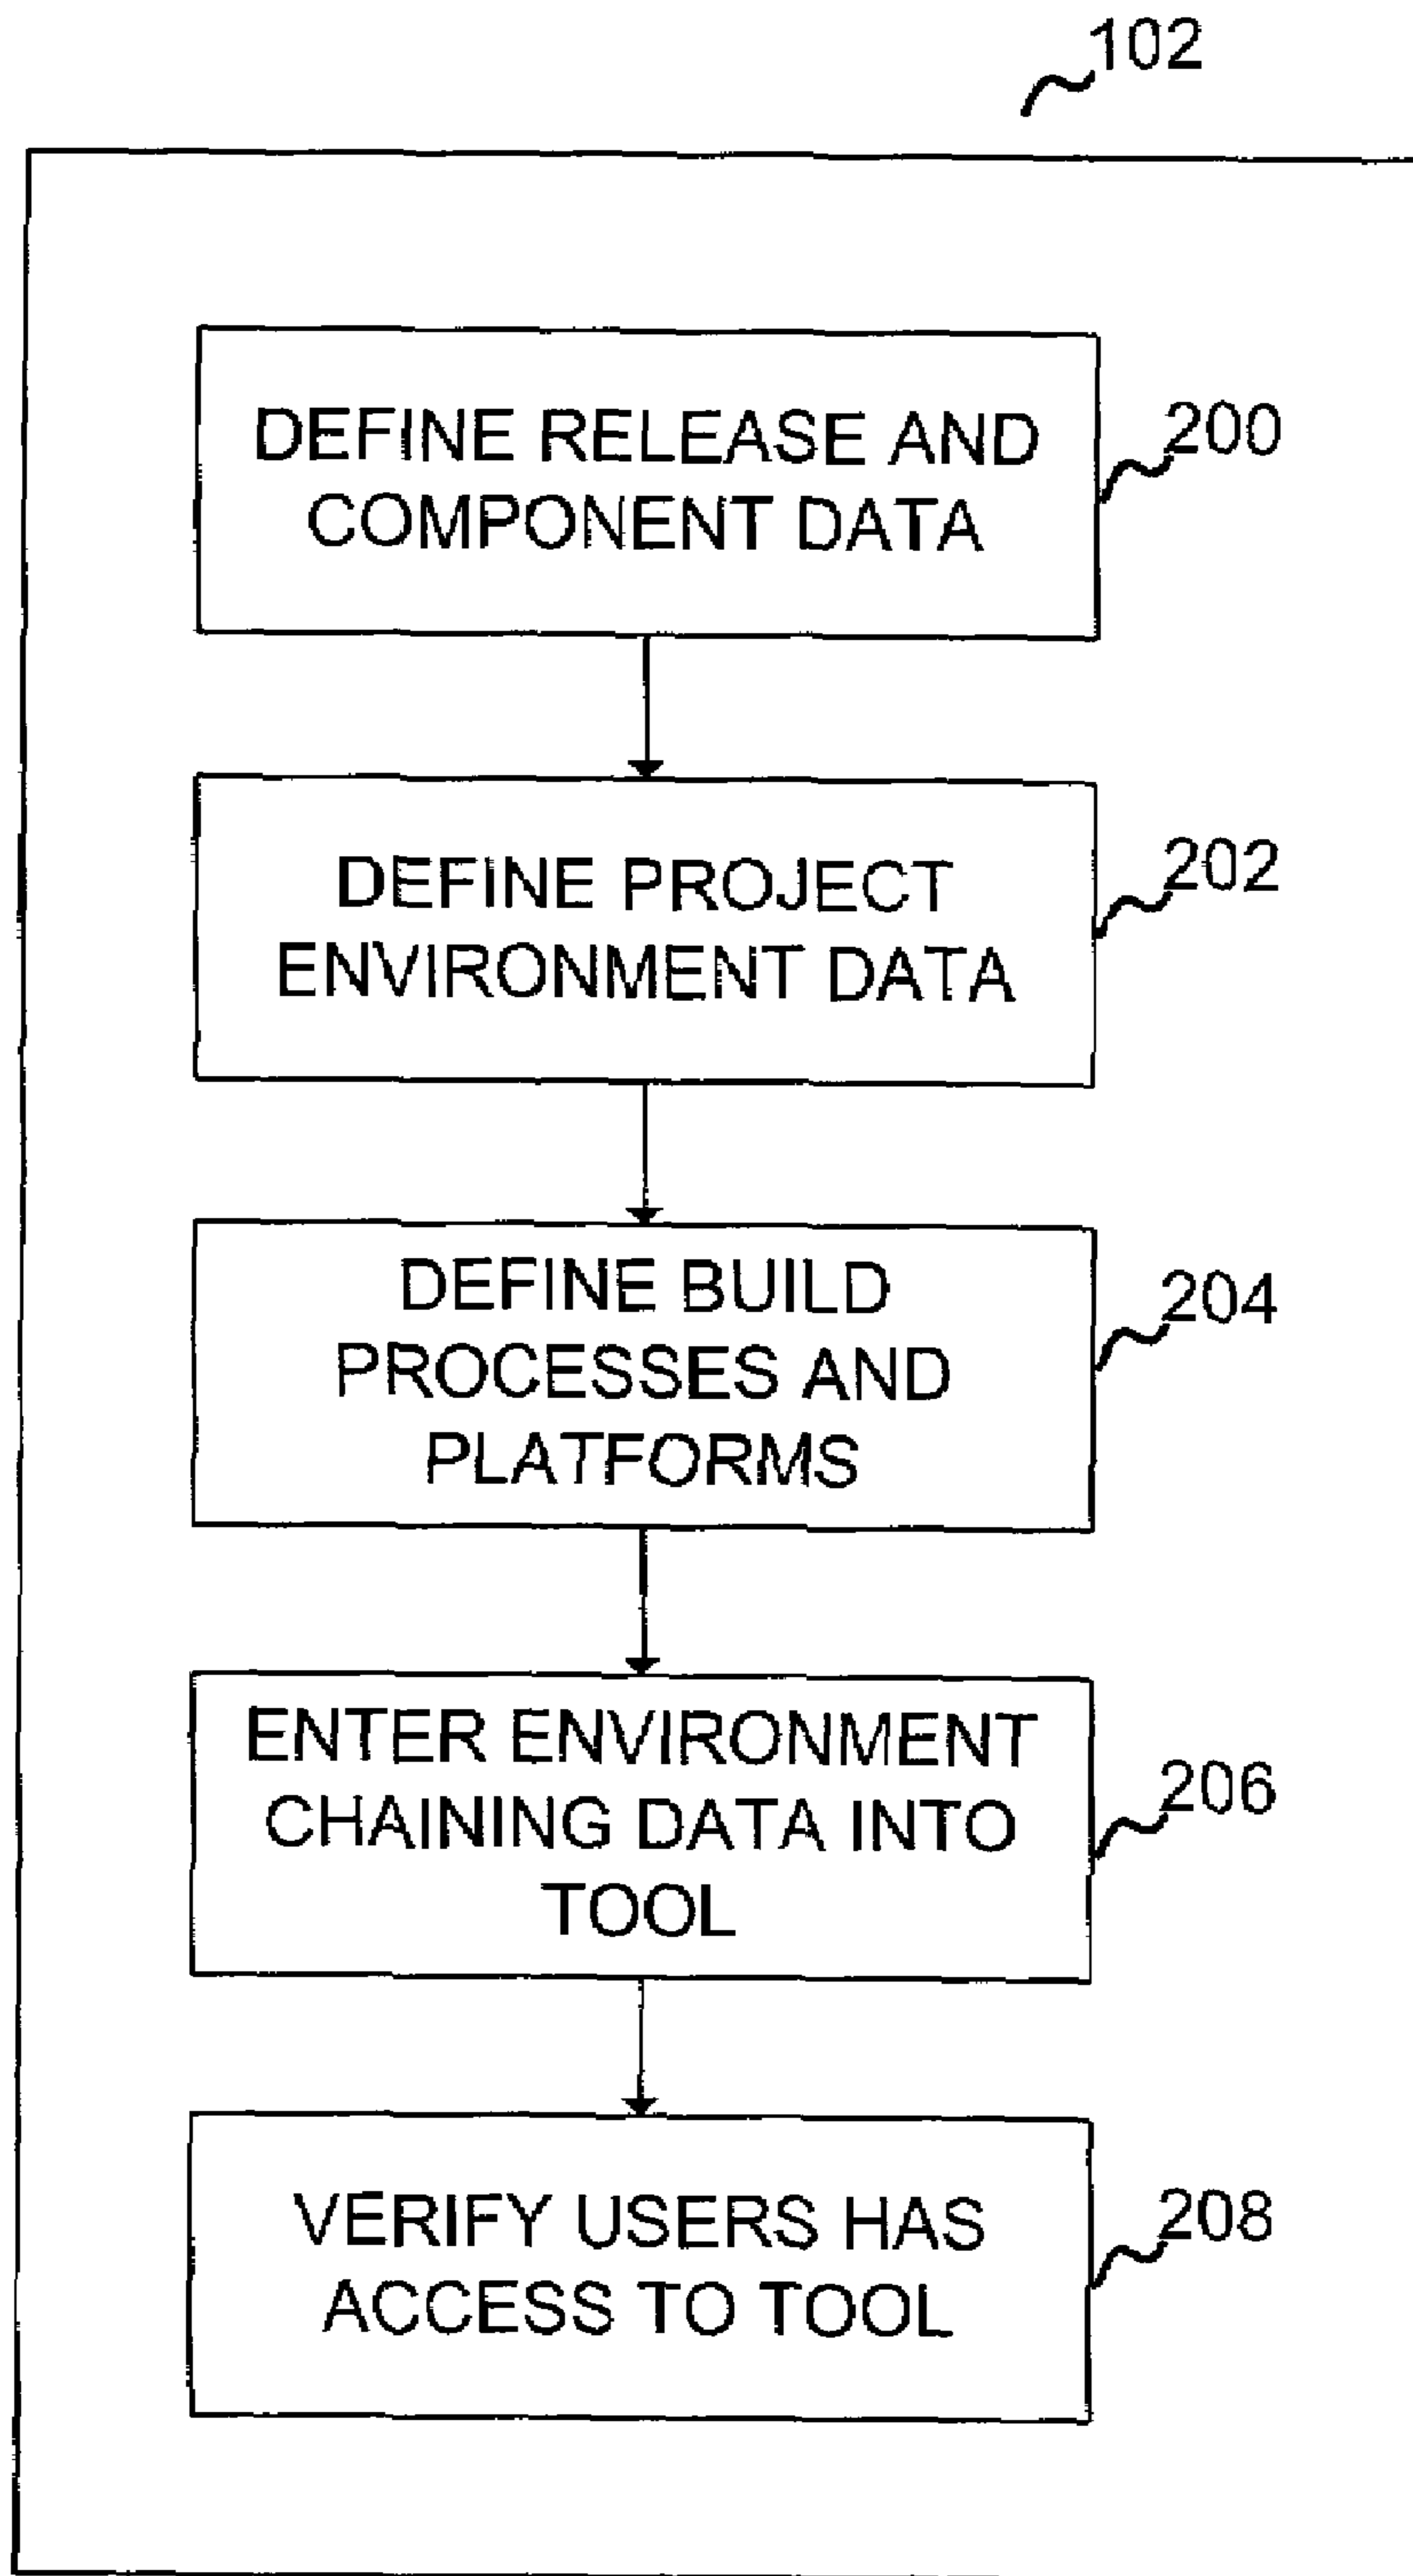 102
DEFINE RELEASE AND
COMPONENT DATA
200
DEFINE PROJECT
ENVIRONMENT DATA
202
DEFINE BUILD
PROCESSES AND
PLATFORMS
204
ENTER ENVIRONMENT
CHAINING DATA INTO
TOOL
206
VERIFY USERS HAS
ACCESS TO TOOL
208